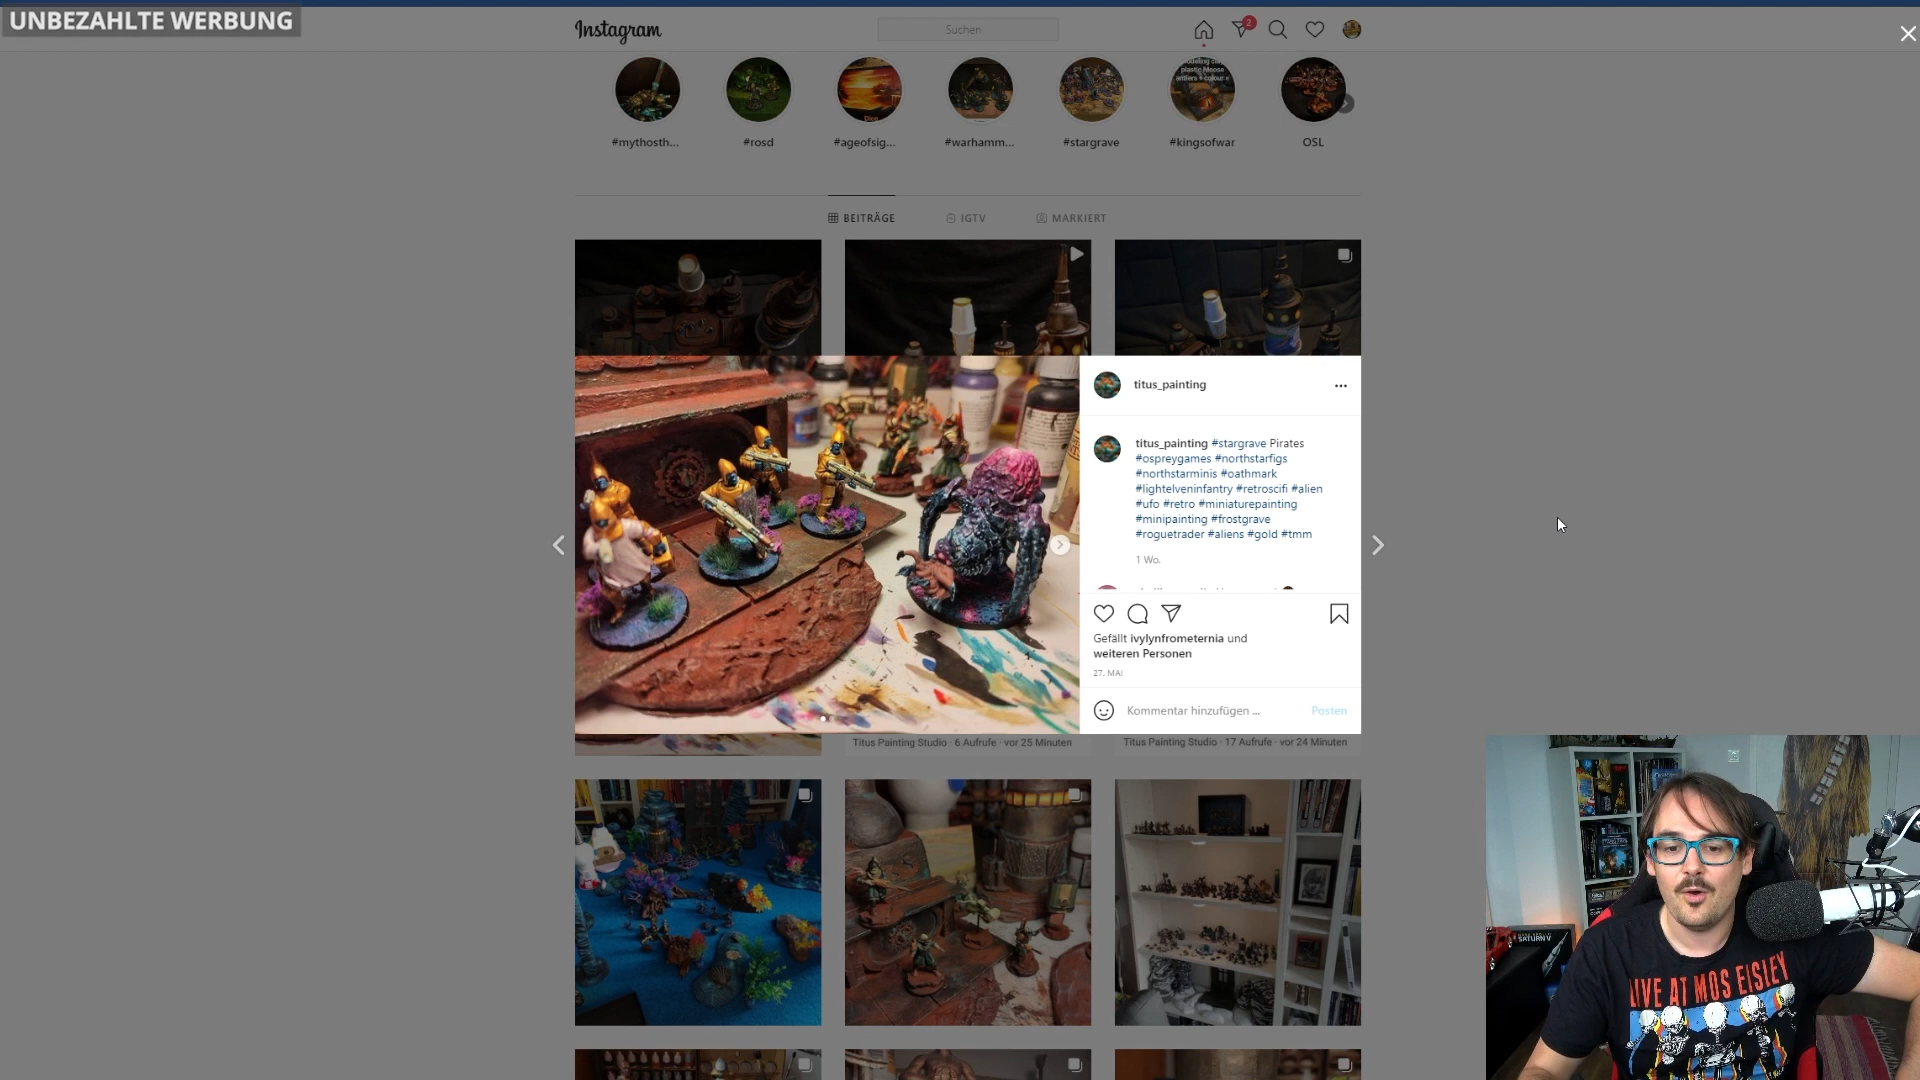 UNBEZAHLTE WERBUNG
Instagram
Suchen
2
#mythosth...
#rosd
#ageofsig...
#warhamm...
#stargrave
#kingsofwar
OSL
BEITRÄGE
IGTV
MARKIERT
titus_painting
titus_painting #stargrave Pirates
#ospreygames #northstarfigs
#northstarminis #oathmark
#lightelveninfantry #retroscifi #alien
#ufo #retro #miniaturepainting
#minipainting #frostgrave
#roguetrader #aliens #gold #tmm
1 Wo.
Gefällt ivylynfrometernia und
weiteren Personen
27. MAI
Kommentar hinzufügen ...
Posten
Titus Painting Studio · 6 Aufrufe · vor 25 Minuten
Titus Painting Studio · 17 Aufrufe · vor 24 Minuten
SATURN V
LIVE AT MOS EISLEY